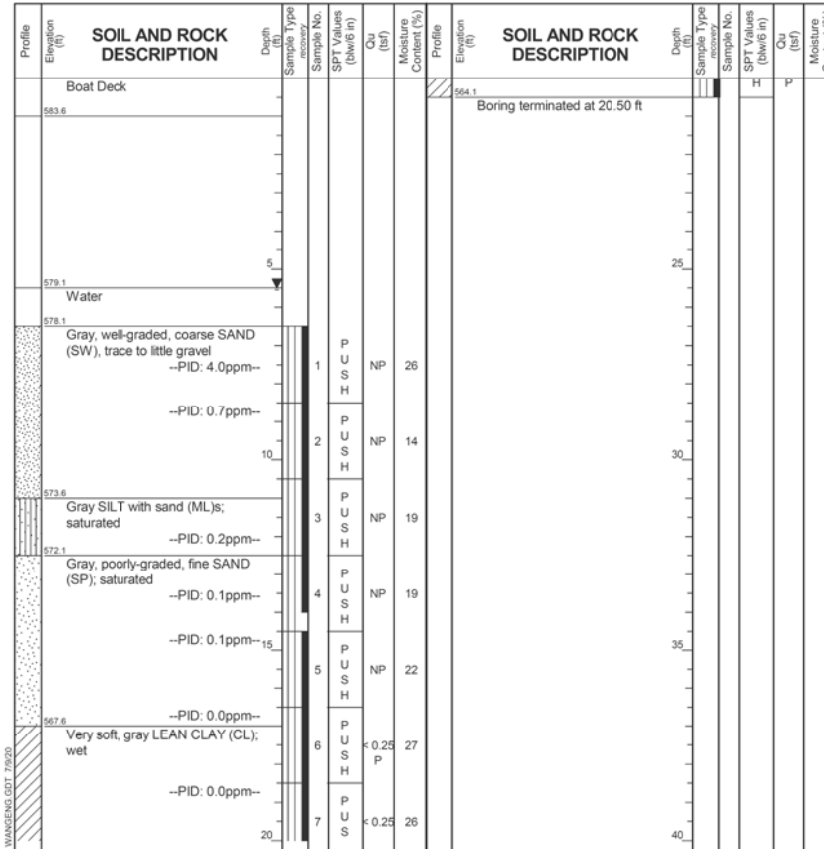 Profile
Elevation (ft)
SOIL AND ROCK DESCRIPTION
Depth (ft)
Sample Type recovery
Sample No.
SPT Values (blw/6 in)
Qu (tsf)
Moisture Content (%)
Boat Deck
583.6
5
579.1
Water
578.1
Gray, well-graded, coarse SAND
(SW), trace to little gravel
--PID: 4.0ppm--
1 PUSH NP 26
--PID: 0.7ppm--
2 PUSH NP 14
10
573.6
Gray SILT with sand (ML)s;
saturated
3 PUSH NP 19
--PID: 0.2ppm--
572.1
Gray, poorly-graded, fine SAND
(SP); saturated
--PID: 0.1ppm--
4 PUSH NP 19
--PID: 0.1ppm--
15
5 PUSH NP 22
--PID: 0.0ppm--
567.6
Very soft, gray LEAN CLAY (CL);
wet
6 PUSH < 0.25 P 27
--PID: 0.0ppm--
7 PUS < 0.25 26
20
WANGENG.GDT 7/9/20
Profile
Elevation (ft)
SOIL AND ROCK DESCRIPTION
Depth (ft)
Sample Type recovery
Sample No.
SPT Values (blw/6 in)
Qu (tsf)
Moisture
H P
564.1
Boring terminated at 20.50 ft
25
30
35
40